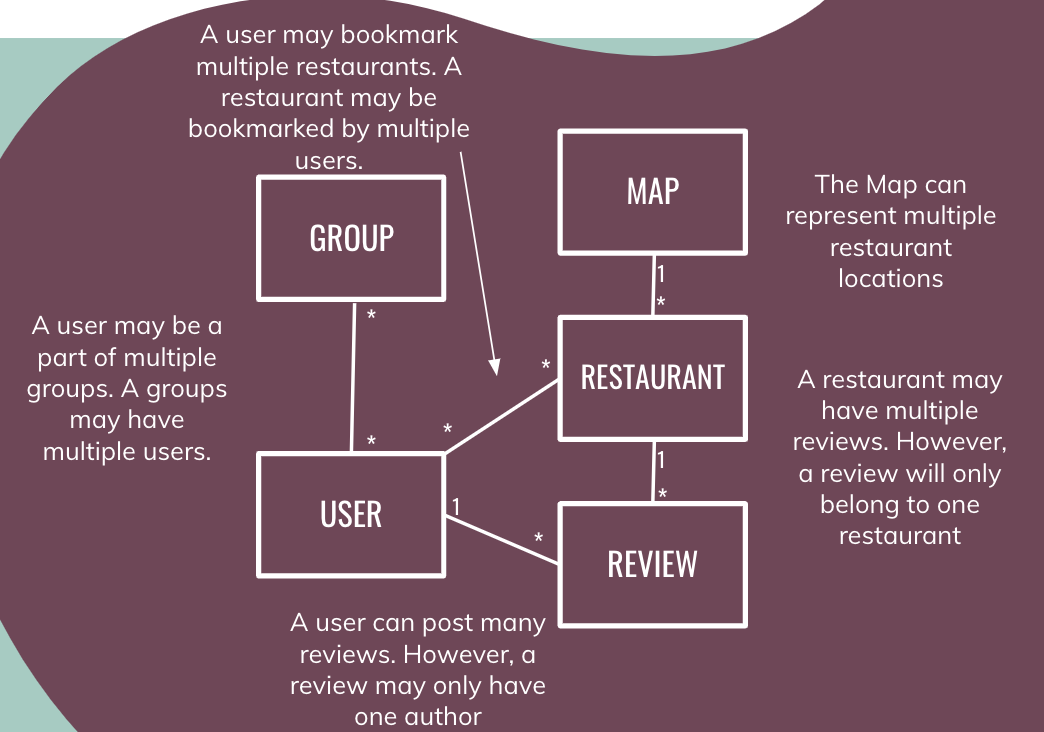 A user may bookmark
multiple restaurants. A
restaurant may be
bookmarked by multiple
users.
GROUP
*
*
A user may be a
part of multiple
groups. A groups
may have
multiple users.
MAP
1
*
The Map can
represent multiple
restaurant
locations
*
*
RESTAURANT
1
*
A restaurant may
have multiple
reviews. However,
a review will only
belong to one
restaurant
USER
1
*
REVIEW
A user can post many
reviews. However, a
review may only have
one author